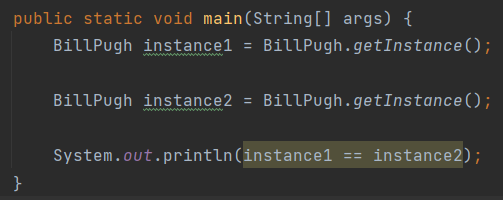 public static void main(String[] args) {
    BillPugh instance1 = BillPugh.getInstance();
    BillPugh instance2 = BillPugh.getInstance();
    System.out.println(instance1 == instance2);
}